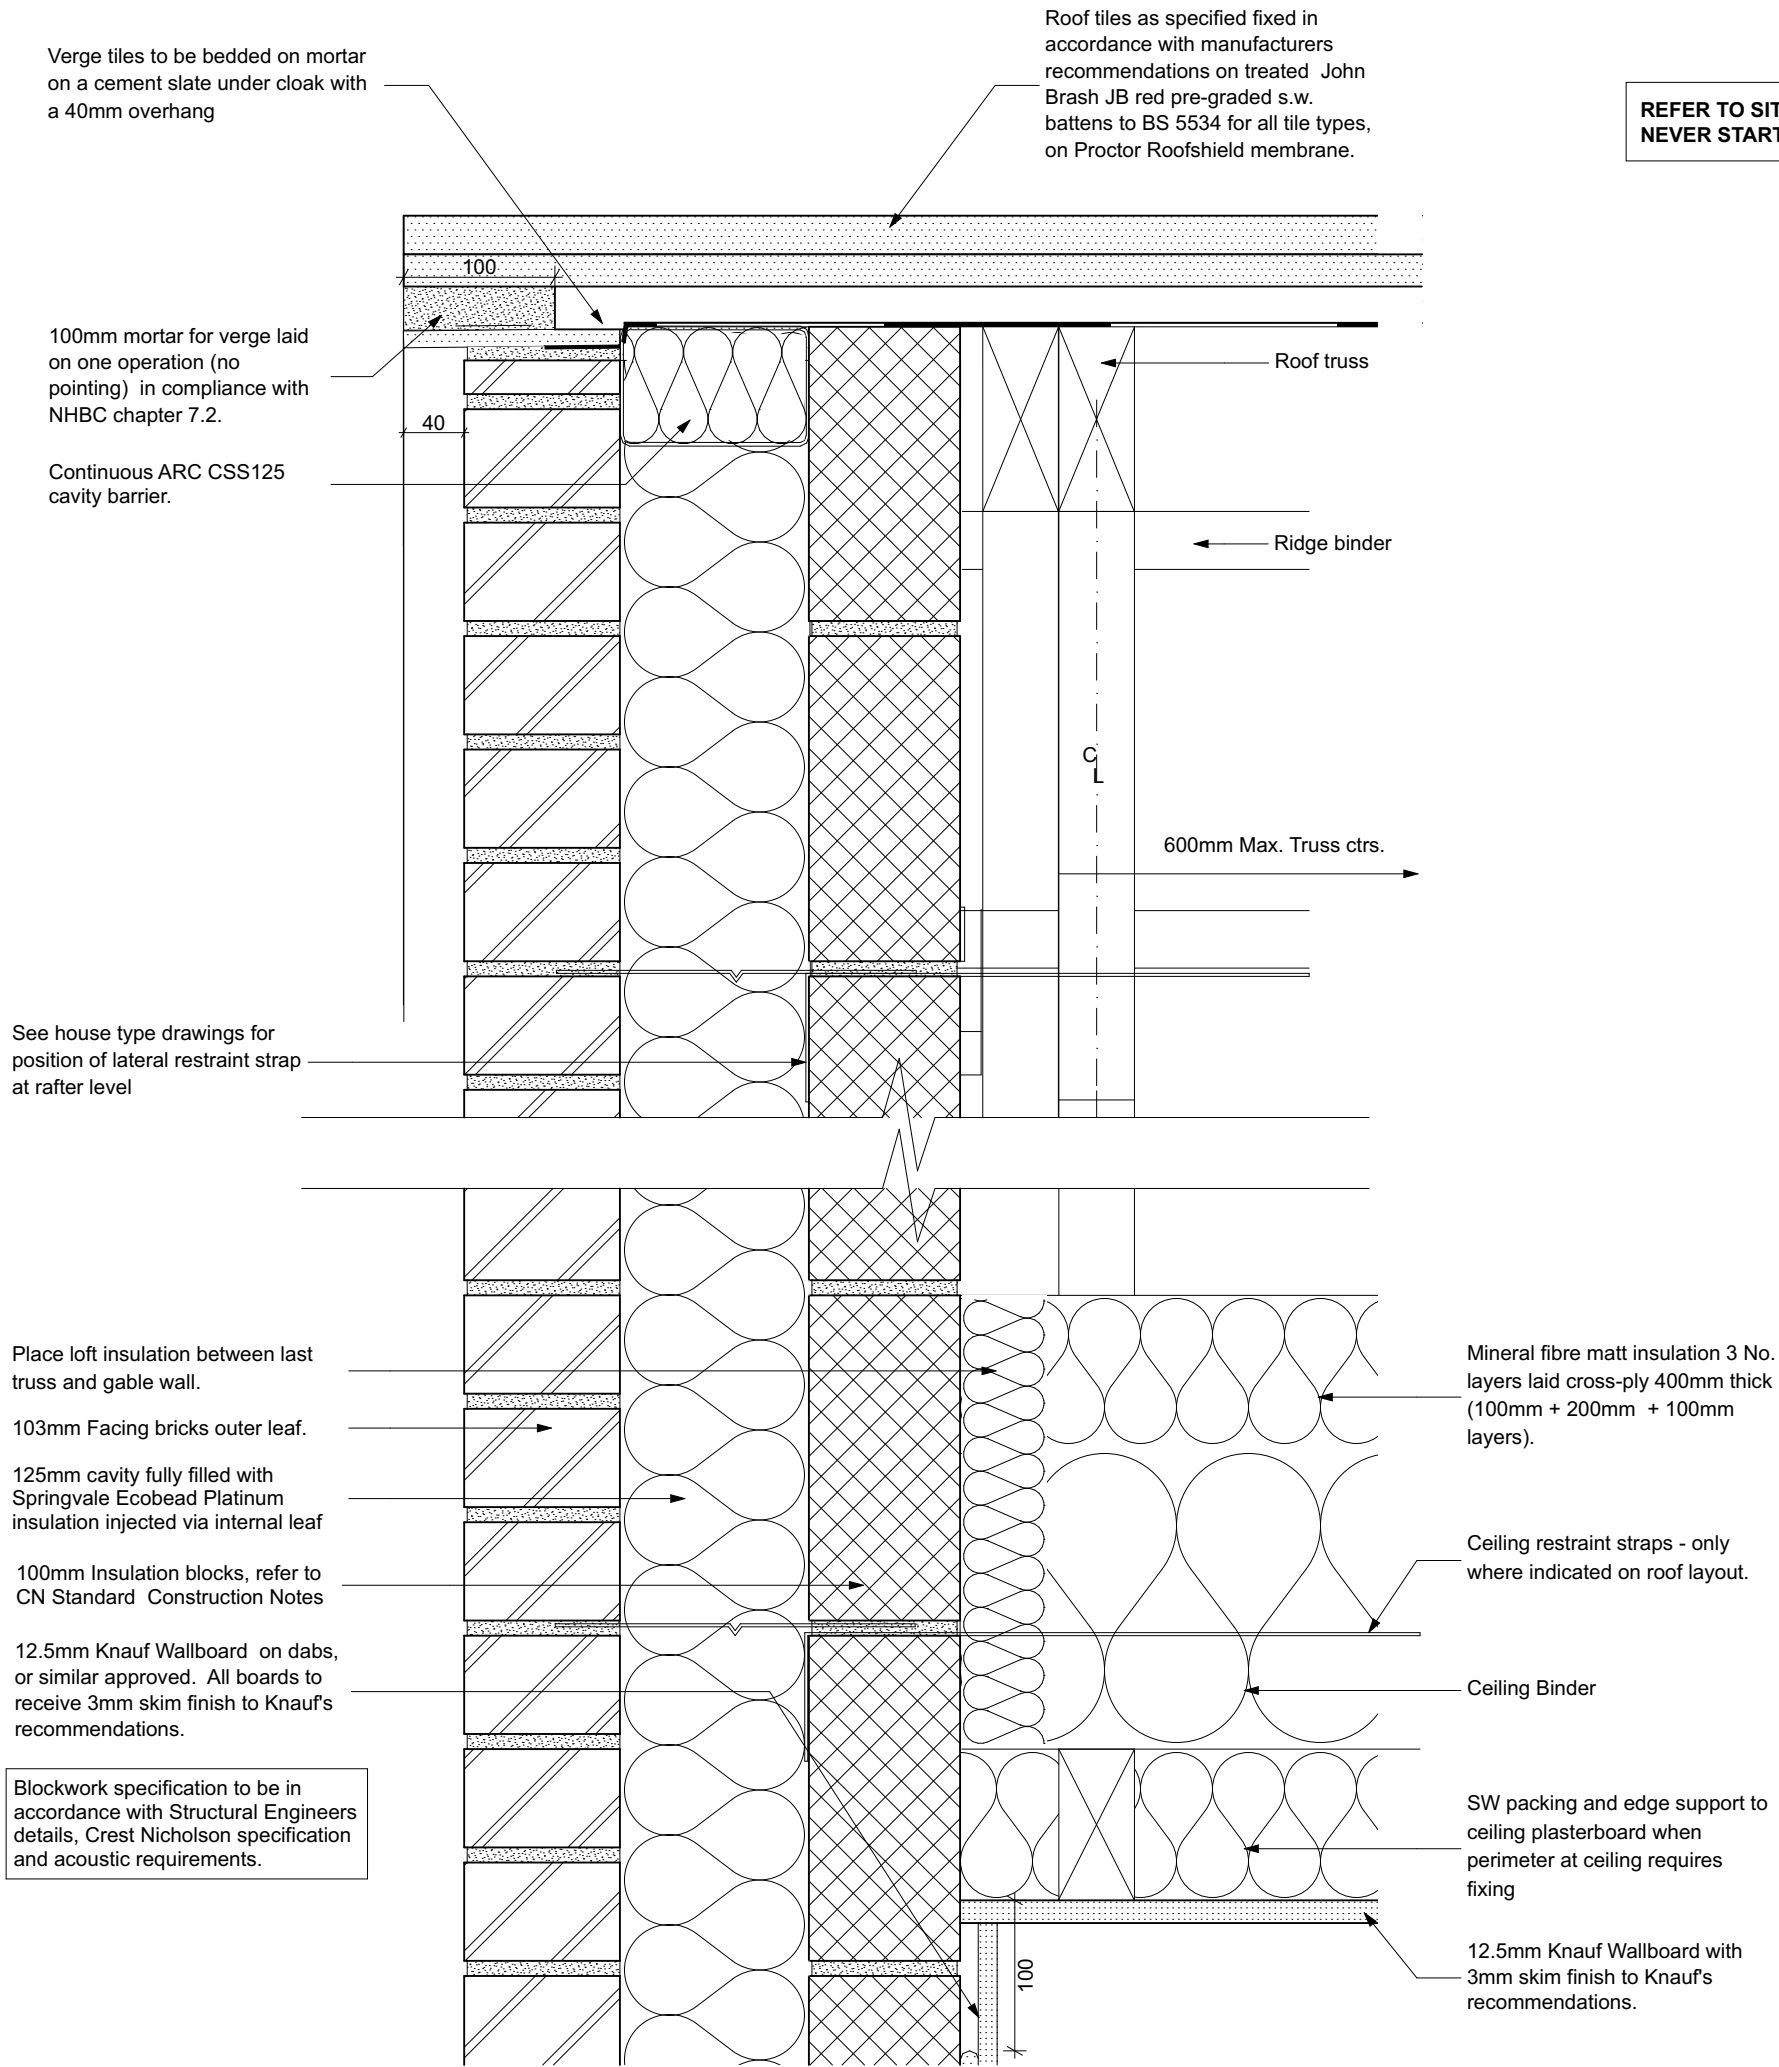 Verge tiles to be bedded on mortar
on a cement slate under cloak with
a 40mm overhang
Roof tiles as specified fixed in
accordance with manufacturers
recommendations on treated John
Brash JB red pre-graded s.w.
battens to BS 5534 for all tile types,
on Proctor Roofshield membrane.
REFER TO SIT
NEVER START
100
100mm mortar for verge laid
on one operation (no
pointing) in compliance with
NHBC chapter 7.2.
40
Continuous ARC CSS125
cavity barrier.
Roof truss
Ridge binder
C
L
600mm Max. Truss ctrs.
See house type drawings for
position of lateral restraint strap
at rafter level
Place loft insulation between last
truss and gable wall.
103mm Facing bricks outer leaf.
125mm cavity fully filled with
Springvale Ecobead Platinum
insulation injected via internal leaf
100mm Insulation blocks, refer to
CN Standard Construction Notes
12.5mm Knauf Wallboard on dabs,
or similar approved. All boards to
receive 3mm skim finish to Knauf's
recommendations.
Blockwork specification to be in
accordance with Structural Engineers
details, Crest Nicholson specification
and acoustic requirements.
Mineral fibre matt insulation 3 No.
layers laid cross-ply 400mm thick
(100mm + 200mm + 100mm
layers).
Ceiling restraint straps - only
where indicated on roof layout.
Ceiling Binder
SW packing and edge support to
ceiling plasterboard when
perimeter at ceiling requires
fixing
12.5mm Knauf Wallboard with
3mm skim finish to Knauf's
recommendations.
100